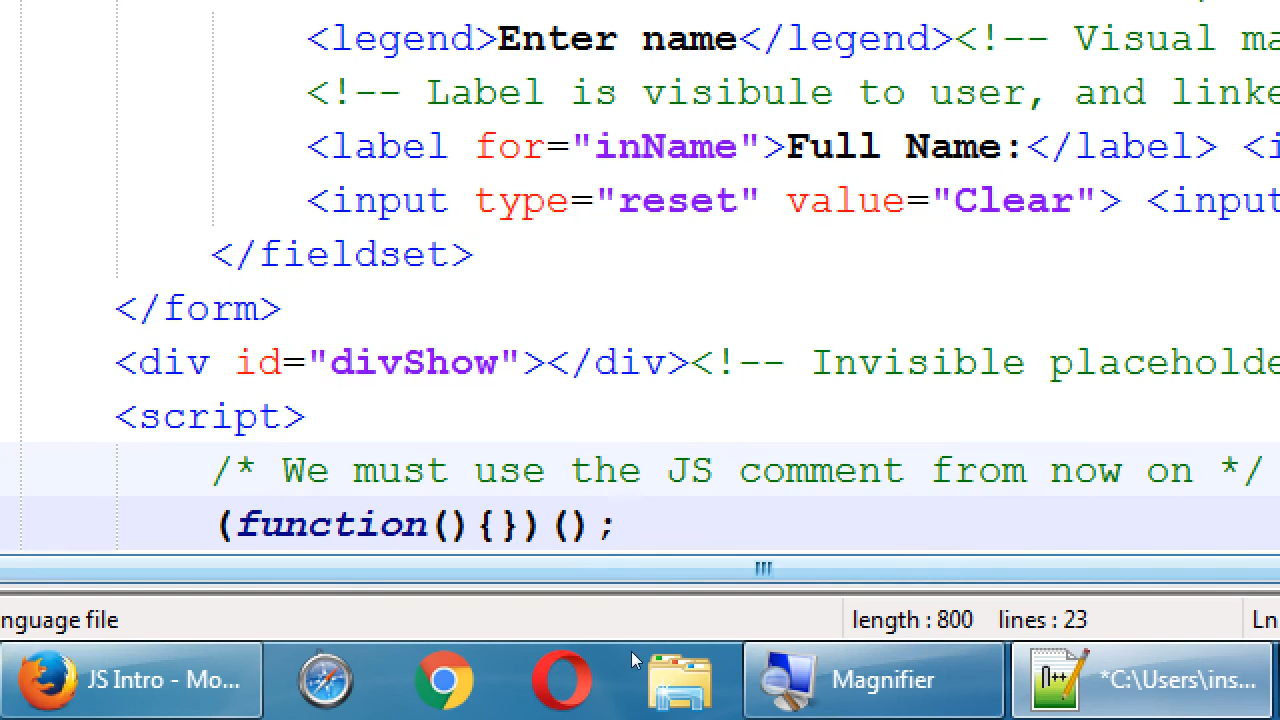 <legend>Enter name</legend><!-- Visual ma
<!-- Label is visibule to user, and linke
<label for="inName">Full Name:</label> <i
<input type="reset" value="Clear"> <input
</fieldset>
</form>
<div id="divShow"></div><!-- Invisible placeholde
<script>
/* We must use the JS comment from now on */
(function(){})();
nguage file length : 800 lines : 23 Ln
JS Intro - Mo... Magnifier *C:\Users\ins...